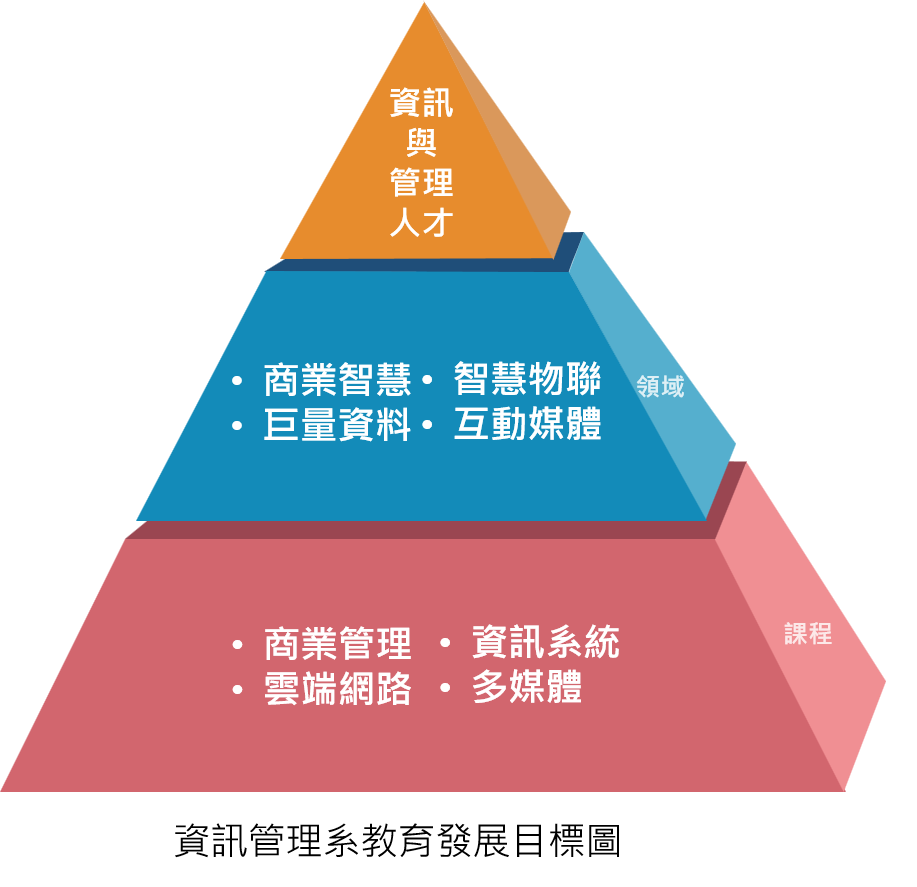 資訊
與
管理
人才
• 商業智慧 • 智慧物聯
• 巨量資料 • 互動媒體
領域
• 商業管理 • 資訊系統
• 雲端網路 • 多媒體
課程
資訊管理系教育發展目標圖